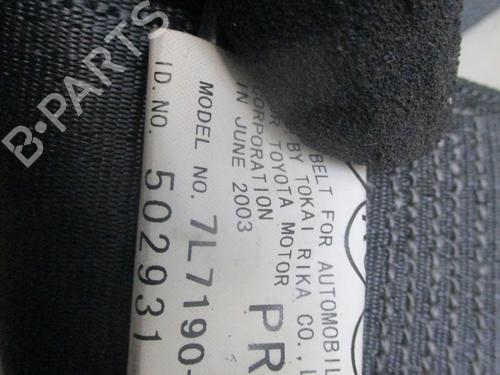 BELT FOR AUTOMOBIL
BY TOKAI RIKA CO., L
TOYOTA MOTOR
CORPORATION
IN JUNE 2003
PR
MODEL NO. 7L7190-
ID. NO. 502931
B-PARTS